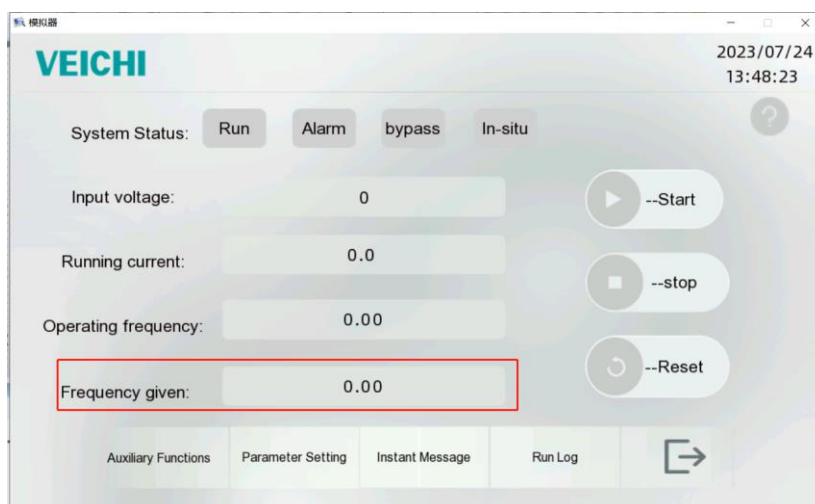 模拟器
VEICHI
2023/07/24
13:48:23
System Status: Run Alarm bypass In-situ
Input voltage: 0
--Start
Running current: 0.0
--stop
Operating frequency: 0.00
--Reset
Frequency given: 0.00
Auxiliary Functions Parameter Setting Instant Message Run Log